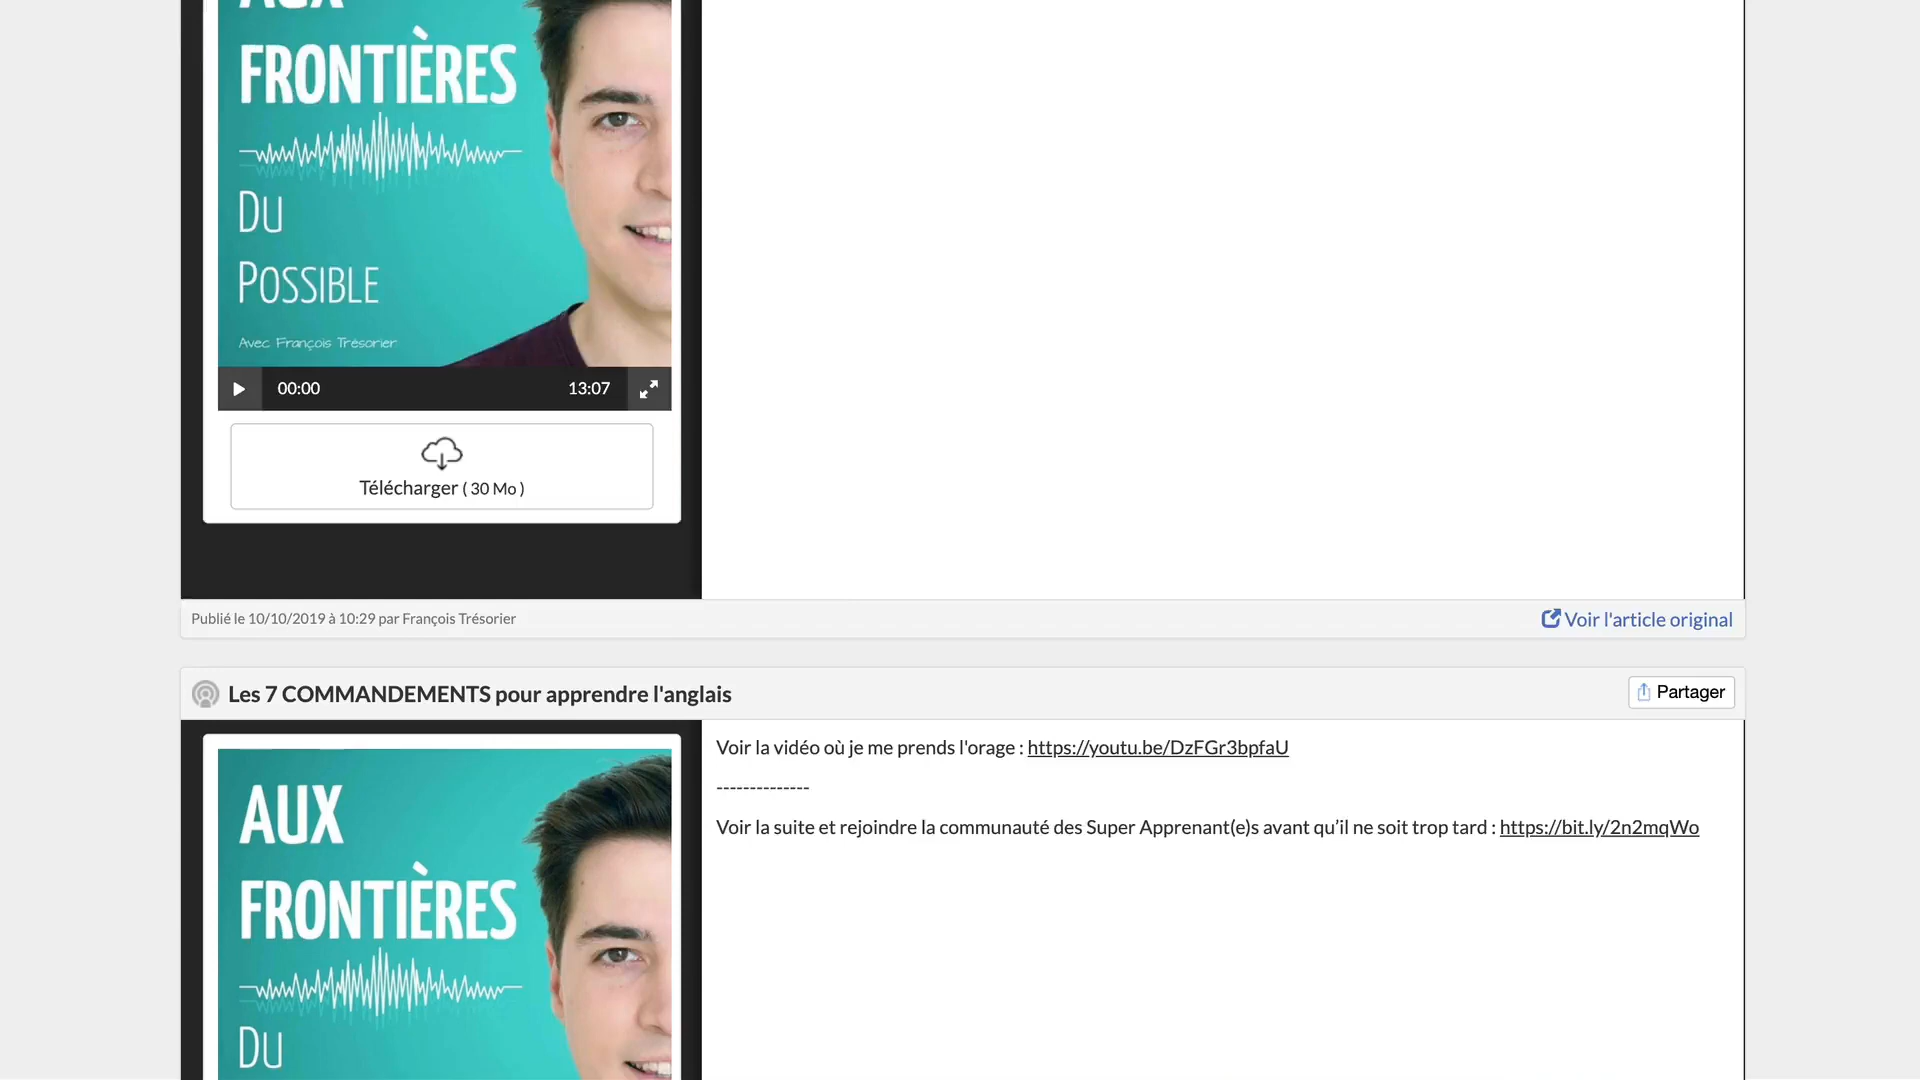 AUX
FRONTIÈRES
DU
POSSIBLE
Avec François Trésorier
00:00
13:07
Télécharger ( 30 Mo )
Publié le 10/10/2019 à 10:29 par François Trésorier
Voir l'article original
Les 7 COMMANDEMENTS pour apprendre l'anglais
Partager
Voir la vidéo où je me prends l'orage : https://youtu.be/DzFGr3bpfaU
--------------
Voir la suite et rejoindre la communauté des Super Apprenant(e)s avant qu’il ne soit trop tard : https://bit.ly/2n2mqWo
AUX
FRONTIÈRES
DU